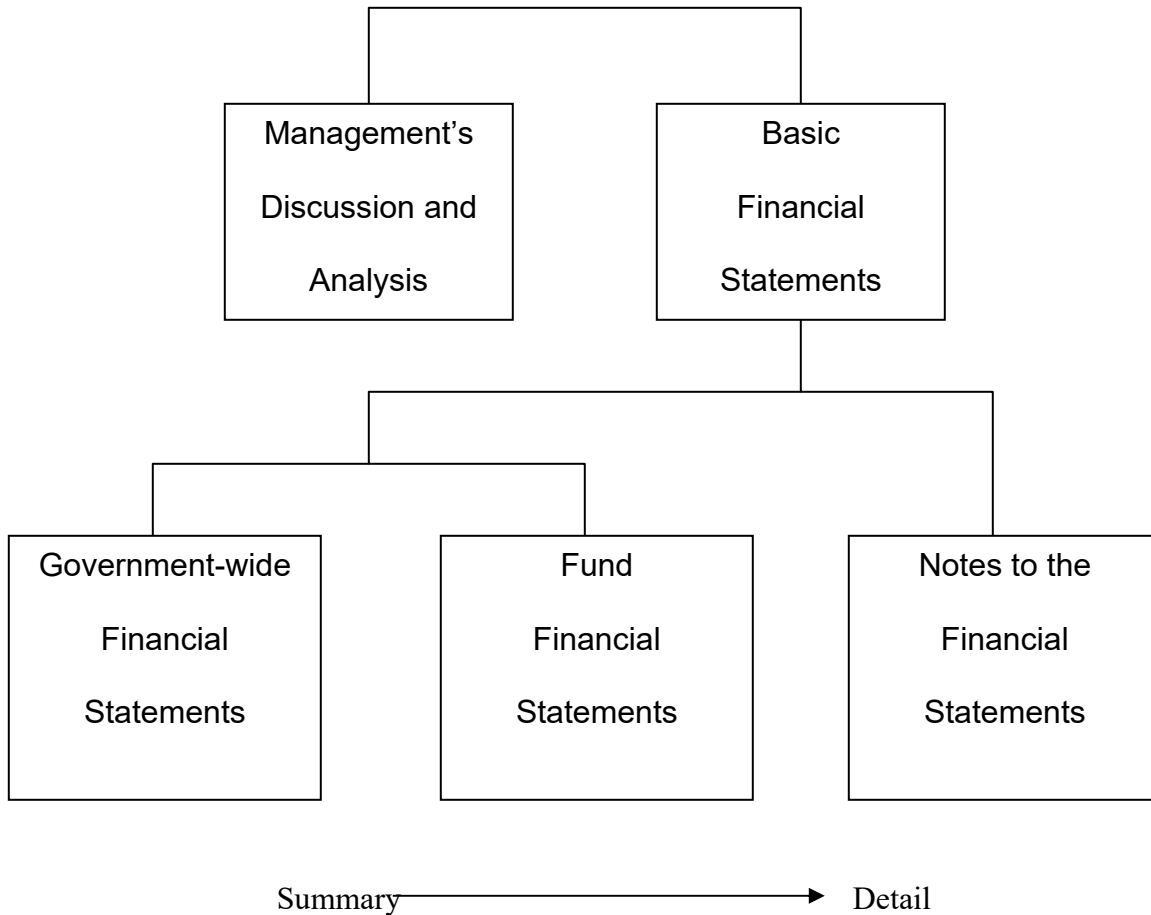 Management’s
Discussion and
Analysis
Basic
Financial
Statements
Government-wide
Financial
Statements
Fund
Financial
Statements
Notes to the
Financial
Statements
Summary
Detail